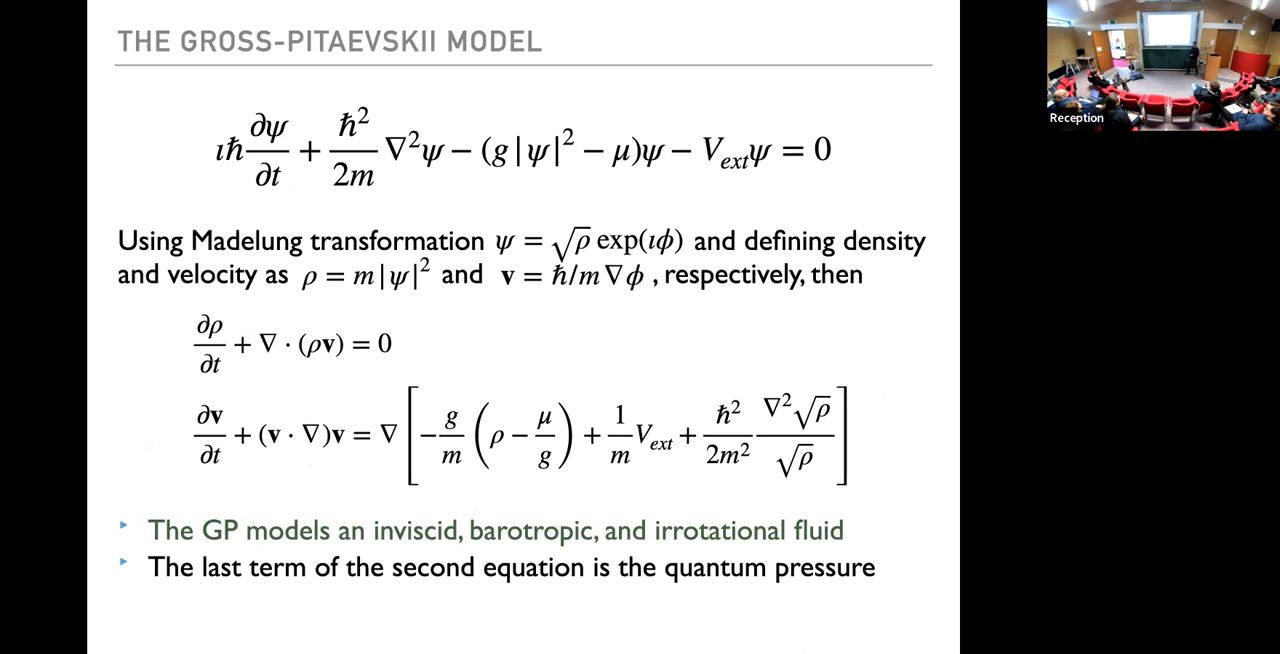 THE GROSS-PITAEVSKII MODEL
Reception
ıħ ∂ψ/∂t + ħ²/2m ∇²ψ − (g|ψ|² − μ)ψ − V_ext ψ = 0
Using Madelung transformation ψ = √ρ exp(ıϕ) and defining density
and velocity as ρ = m|ψ|² and v = ħ/m ∇ϕ , respectively, then
∂ρ/∂t + ∇ · (ρv) = 0
∂v/∂t + (v · ∇)v = ∇ [ −g/m (ρ − μ/g) + 1/m V_ext + ħ²/2m² ∇²√ρ/√ρ ]
‣ The GP models an inviscid, barotropic, and irrotational fluid
‣ The last term of the second equation is the quantum pressure